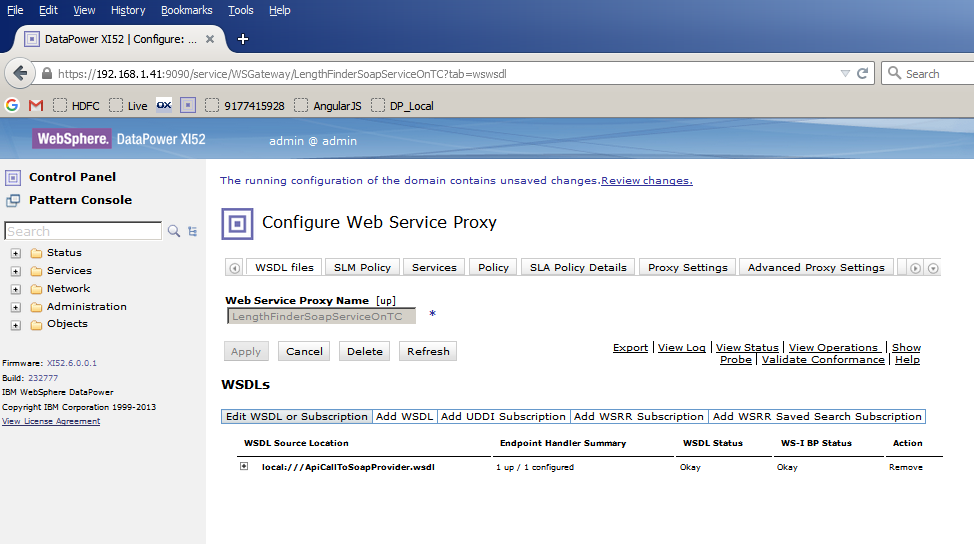 File Edit View History Bookmarks Tools Help
DataPower XI52 | Configure: ... × +
https://192.168.1.41:9090/service/WSGateway/LengthFinderSoapServiceOnTC?tab=wswsdl Search
HDFC Live OX 9177415928 AngularJS DP_Local
WebSphere. DataPower XI52 admin @ admin
Control Panel
Pattern Console
Search
Status
Services
Network
Administration
Objects
Firmware: XI52.6.0.0.1
Build: 232777
IBM WebSphere DataPower
Copyright IBM Corporation 1999-2013
View License Agreement
The running configuration of the domain contains unsaved changes.Review changes.
Configure Web Service Proxy
WSDL files SLM Policy Services Policy SLA Policy Details Proxy Settings Advanced Proxy Settings
Web Service Proxy Name [up]
LengthFinderSoapServiceOnTC *
Apply Cancel Delete Refresh
Export | View Log | View Status | View Operations | Show
Probe | Validate Conformance | Help
WSDLs
Edit WSDL or Subscription Add WSDL Add UDDI Subscription Add WSRR Subscription Add WSRR Saved Search Subscription
WSDL Source Location Endpoint Handler Summary WSDL Status WS-I BP Status Action
local:///ApiCallToSoapProvider.wsdl 1 up / 1 configured Okay Okay Remove